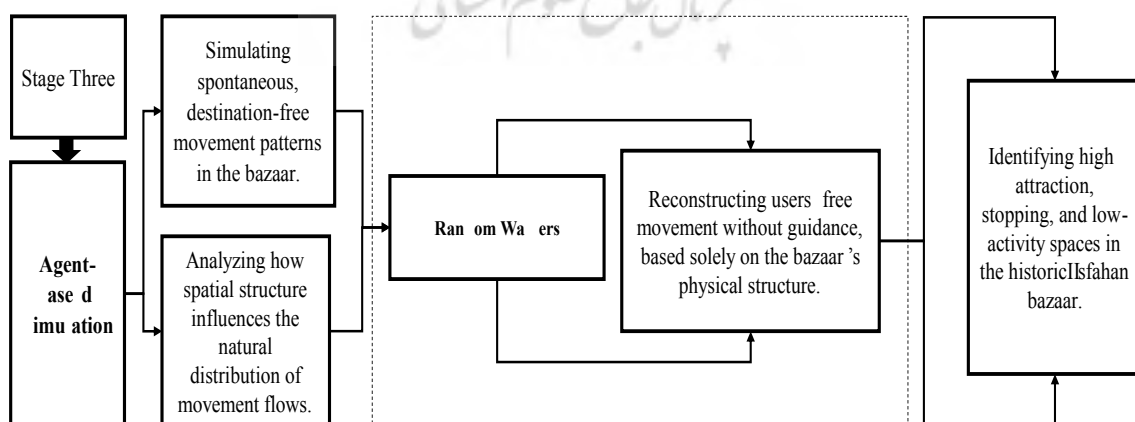 Stage Three
Agent-
ase d
imu ation
Simulating
spontaneous,
destination-free
movement patterns
in the bazaar.
Analyzing how
spatial structure
influences the
natural
distribution of
movement flows.
Ran om Wa ers
Reconstructing users free
movement without guidance,
based solely on the bazaar 's
physical structure.
Identifying high
attraction,
stopping, and low-
activity spaces in
the historicIIsfahan
bazaar.